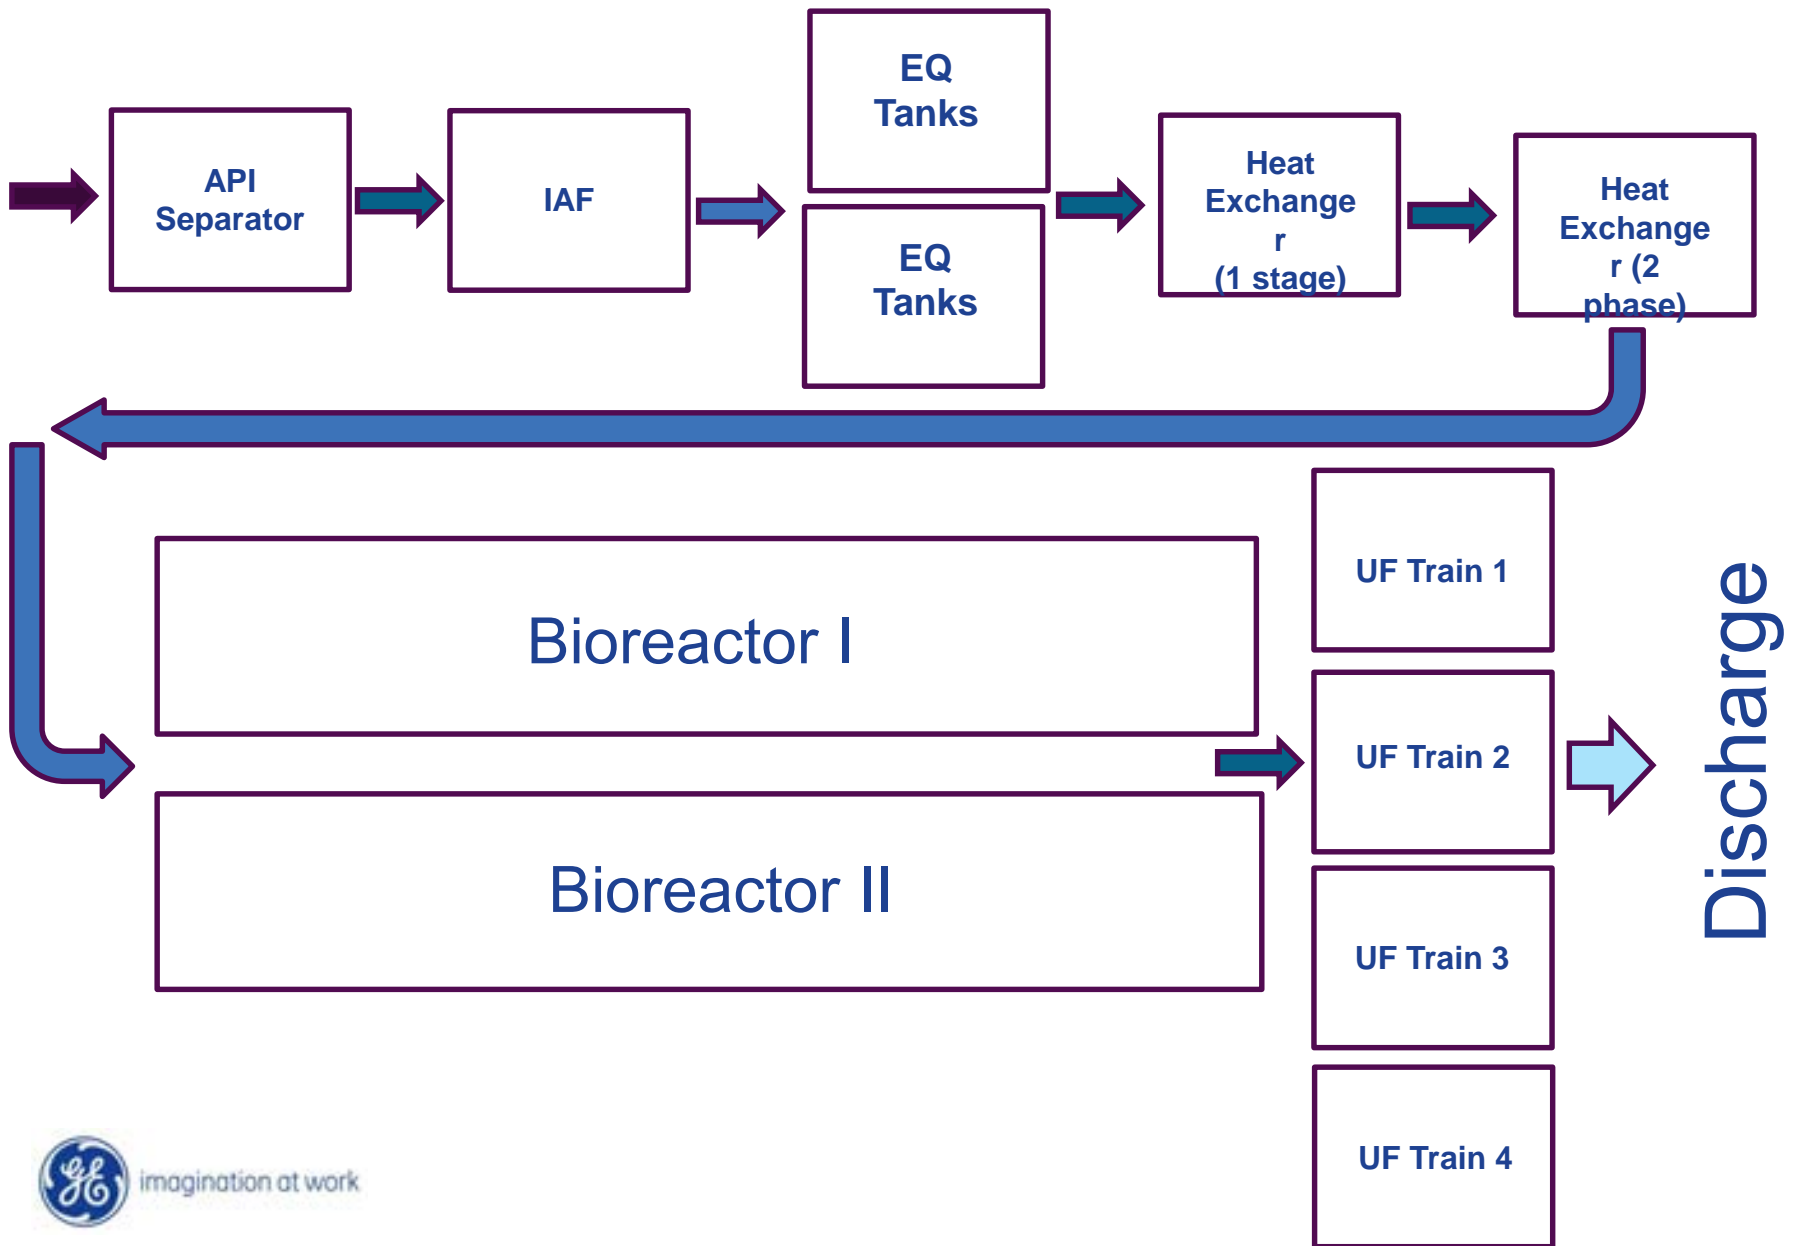 API
Separator
IAF
EQ
Tanks
EQ
Tanks
Heat
Exchange
r
(1 stage)
Heat
Exchange
r (2
phase)
Bioreactor I
Bioreactor II
UF Train 1
UF Train 2
UF Train 3
UF Train 4
Discharge
GE
imagination at work